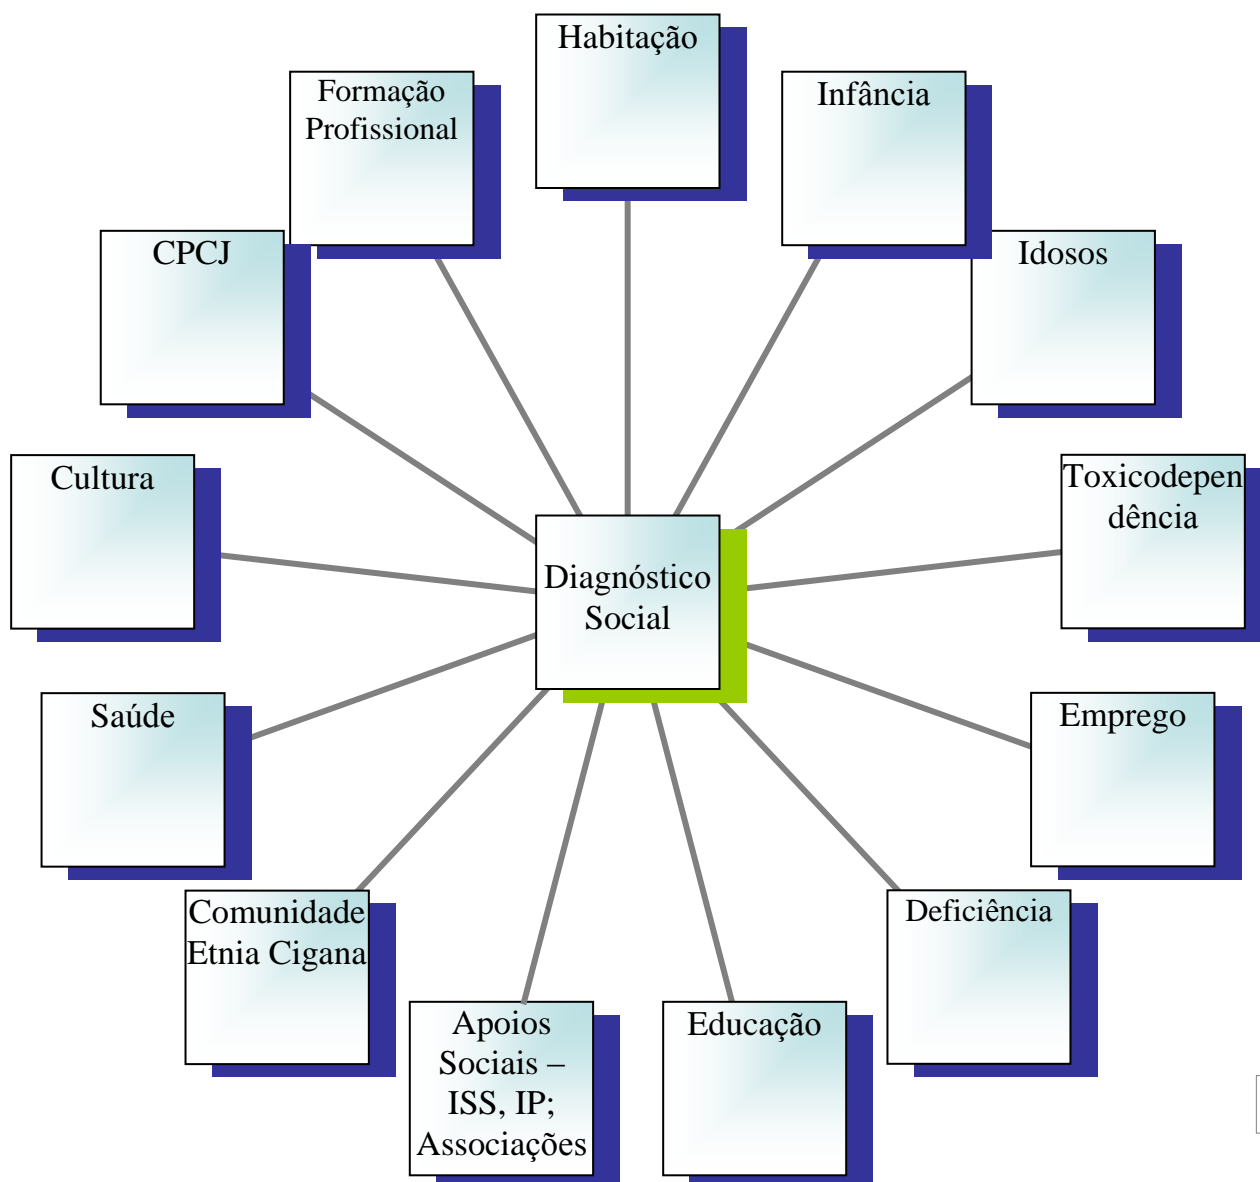 Habitação
Formação
Profissional
Infância
CPCJ
Idosos
Cultura
Toxicodepen
dência
Diagnóstico
Social
Saúde
Emprego
Comunidade
Etnia Cigana
Deficiência
Apoios
Sociais –
ISS, IP;
Associações
Educação